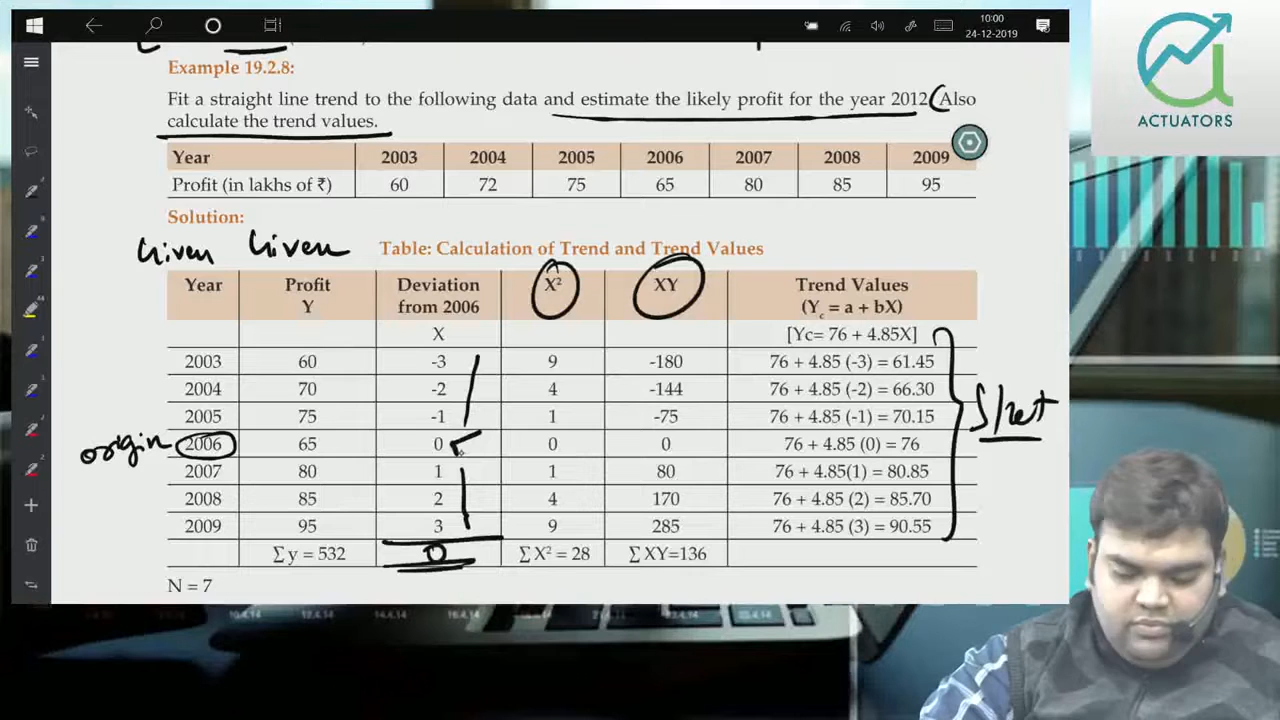 10:00
24-12-2019
Example 19.2.8:
Fit a straight line trend to the following data and estimate the likely profit for the year 2012. Also
calculate the trend values.
ACTUATORS
Year 2003 2004 2005 2006 2007 2008 2009
Profit (in lakhs of ₹) 60 72 75 65 80 85 95
Solution:
Given Given Table: Calculation of Trend and Trend Values
Year Profit Deviation X² XY Trend Values
Y from 2006 (Yc = a + bX)
X [Yc= 76 + 4.85X]
2003 60 -3 9 -180 76 + 4.85 (-3) = 61.45
2004 70 -2 4 -144 76 + 4.85 (-2) = 66.30
2005 75 -1 1 -75 76 + 4.85 (-1) = 70.15
origin 2006 65 0 0 0 76 + 4.85 (0) = 76
2007 80 1 1 80 76 + 4.85(1) = 80.85
2008 85 2 4 170 76 + 4.85 (2) = 85.70
2009 95 3 9 285 76 + 4.85 (3) = 90.55
∑y = 532 0 ∑X² = 28 ∑XY=136
N = 7